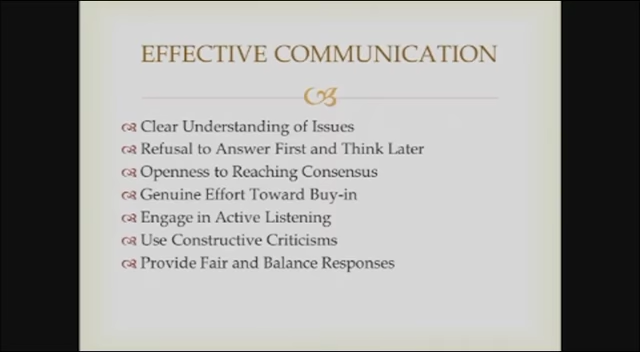 EFFECTIVE COMMUNICATION
Clear Understanding of Issues
Refusal to Answer First and Think Later
Openness to Reaching Consensus
Genuine Effort Toward Buy-in
Engage in Active Listening
Use Constructive Criticisms
Provide Fair and Balance Responses